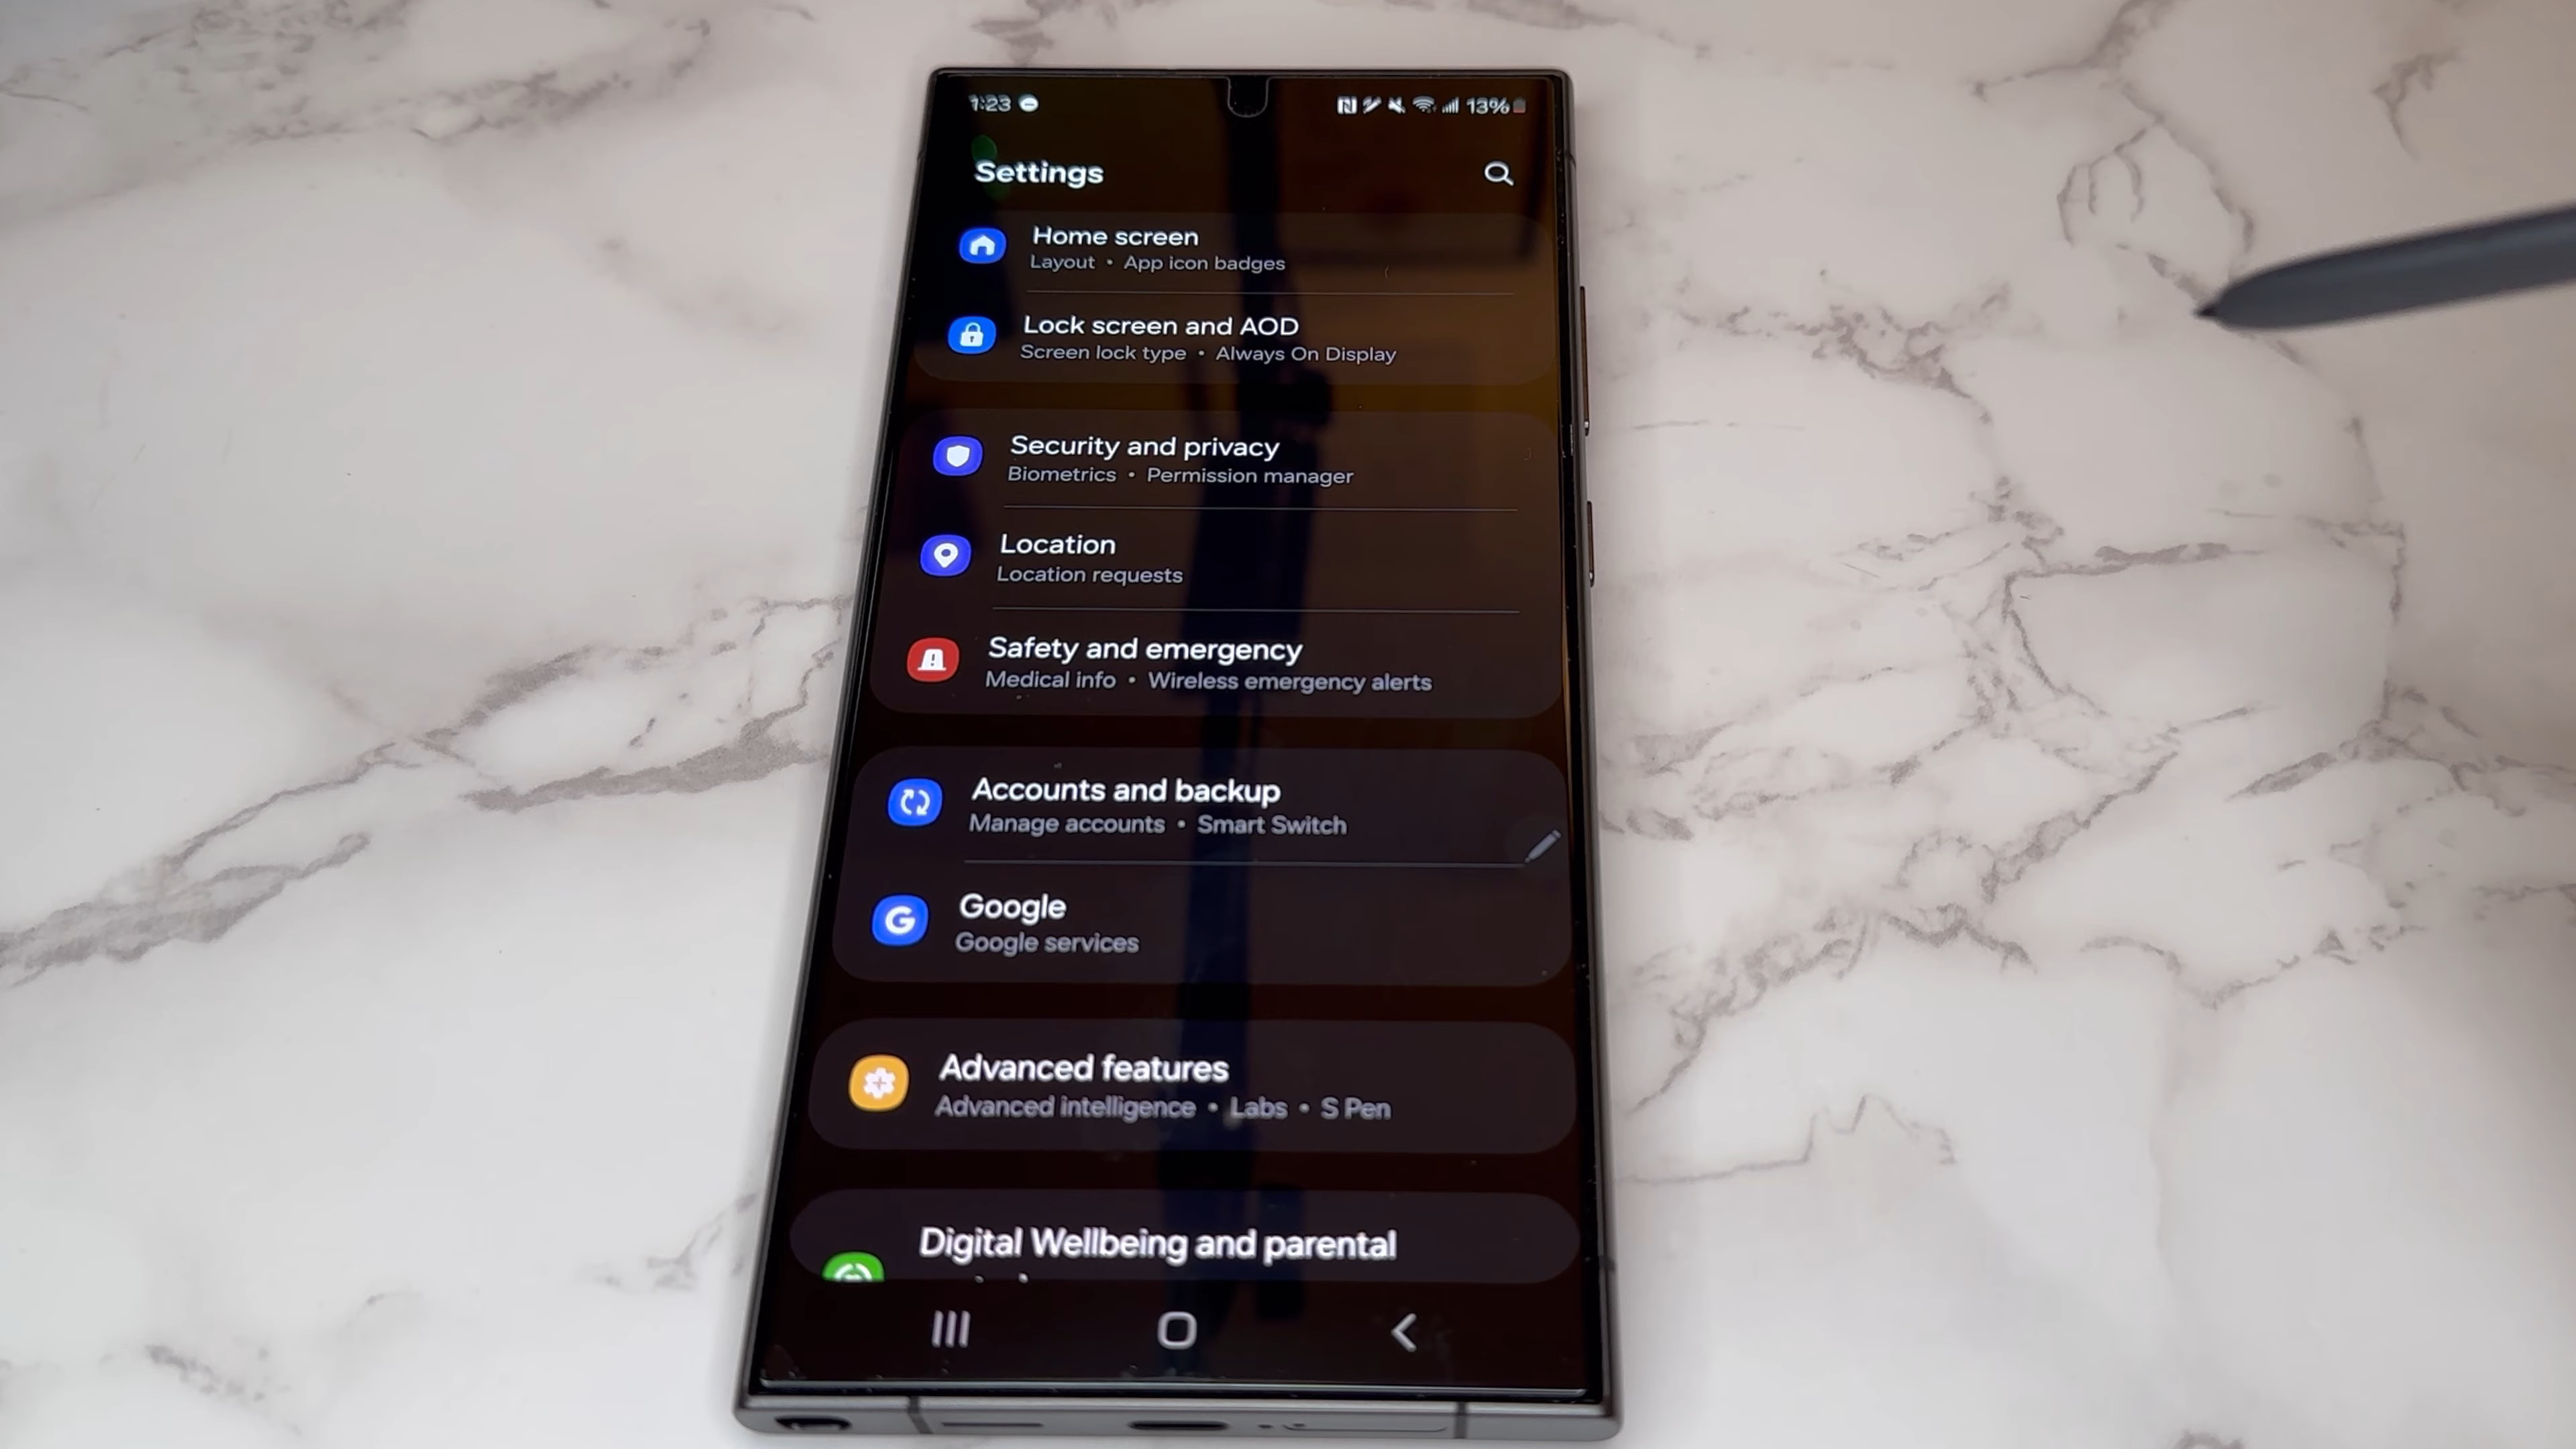 1:23
13%
Settings
Home screen
Layout • App icon badges
Lock screen and AOD
Screen lock type • Always On Display
Security and privacy
Biometrics • Permission manager
Location
Location requests
Safety and emergency
Medical info • Wireless emergency alerts
Accounts and backup
Manage accounts • Smart Switch
Google
Google services
Advanced features
Advanced intelligence • Labs • S Pen
Digital Wellbeing and parental